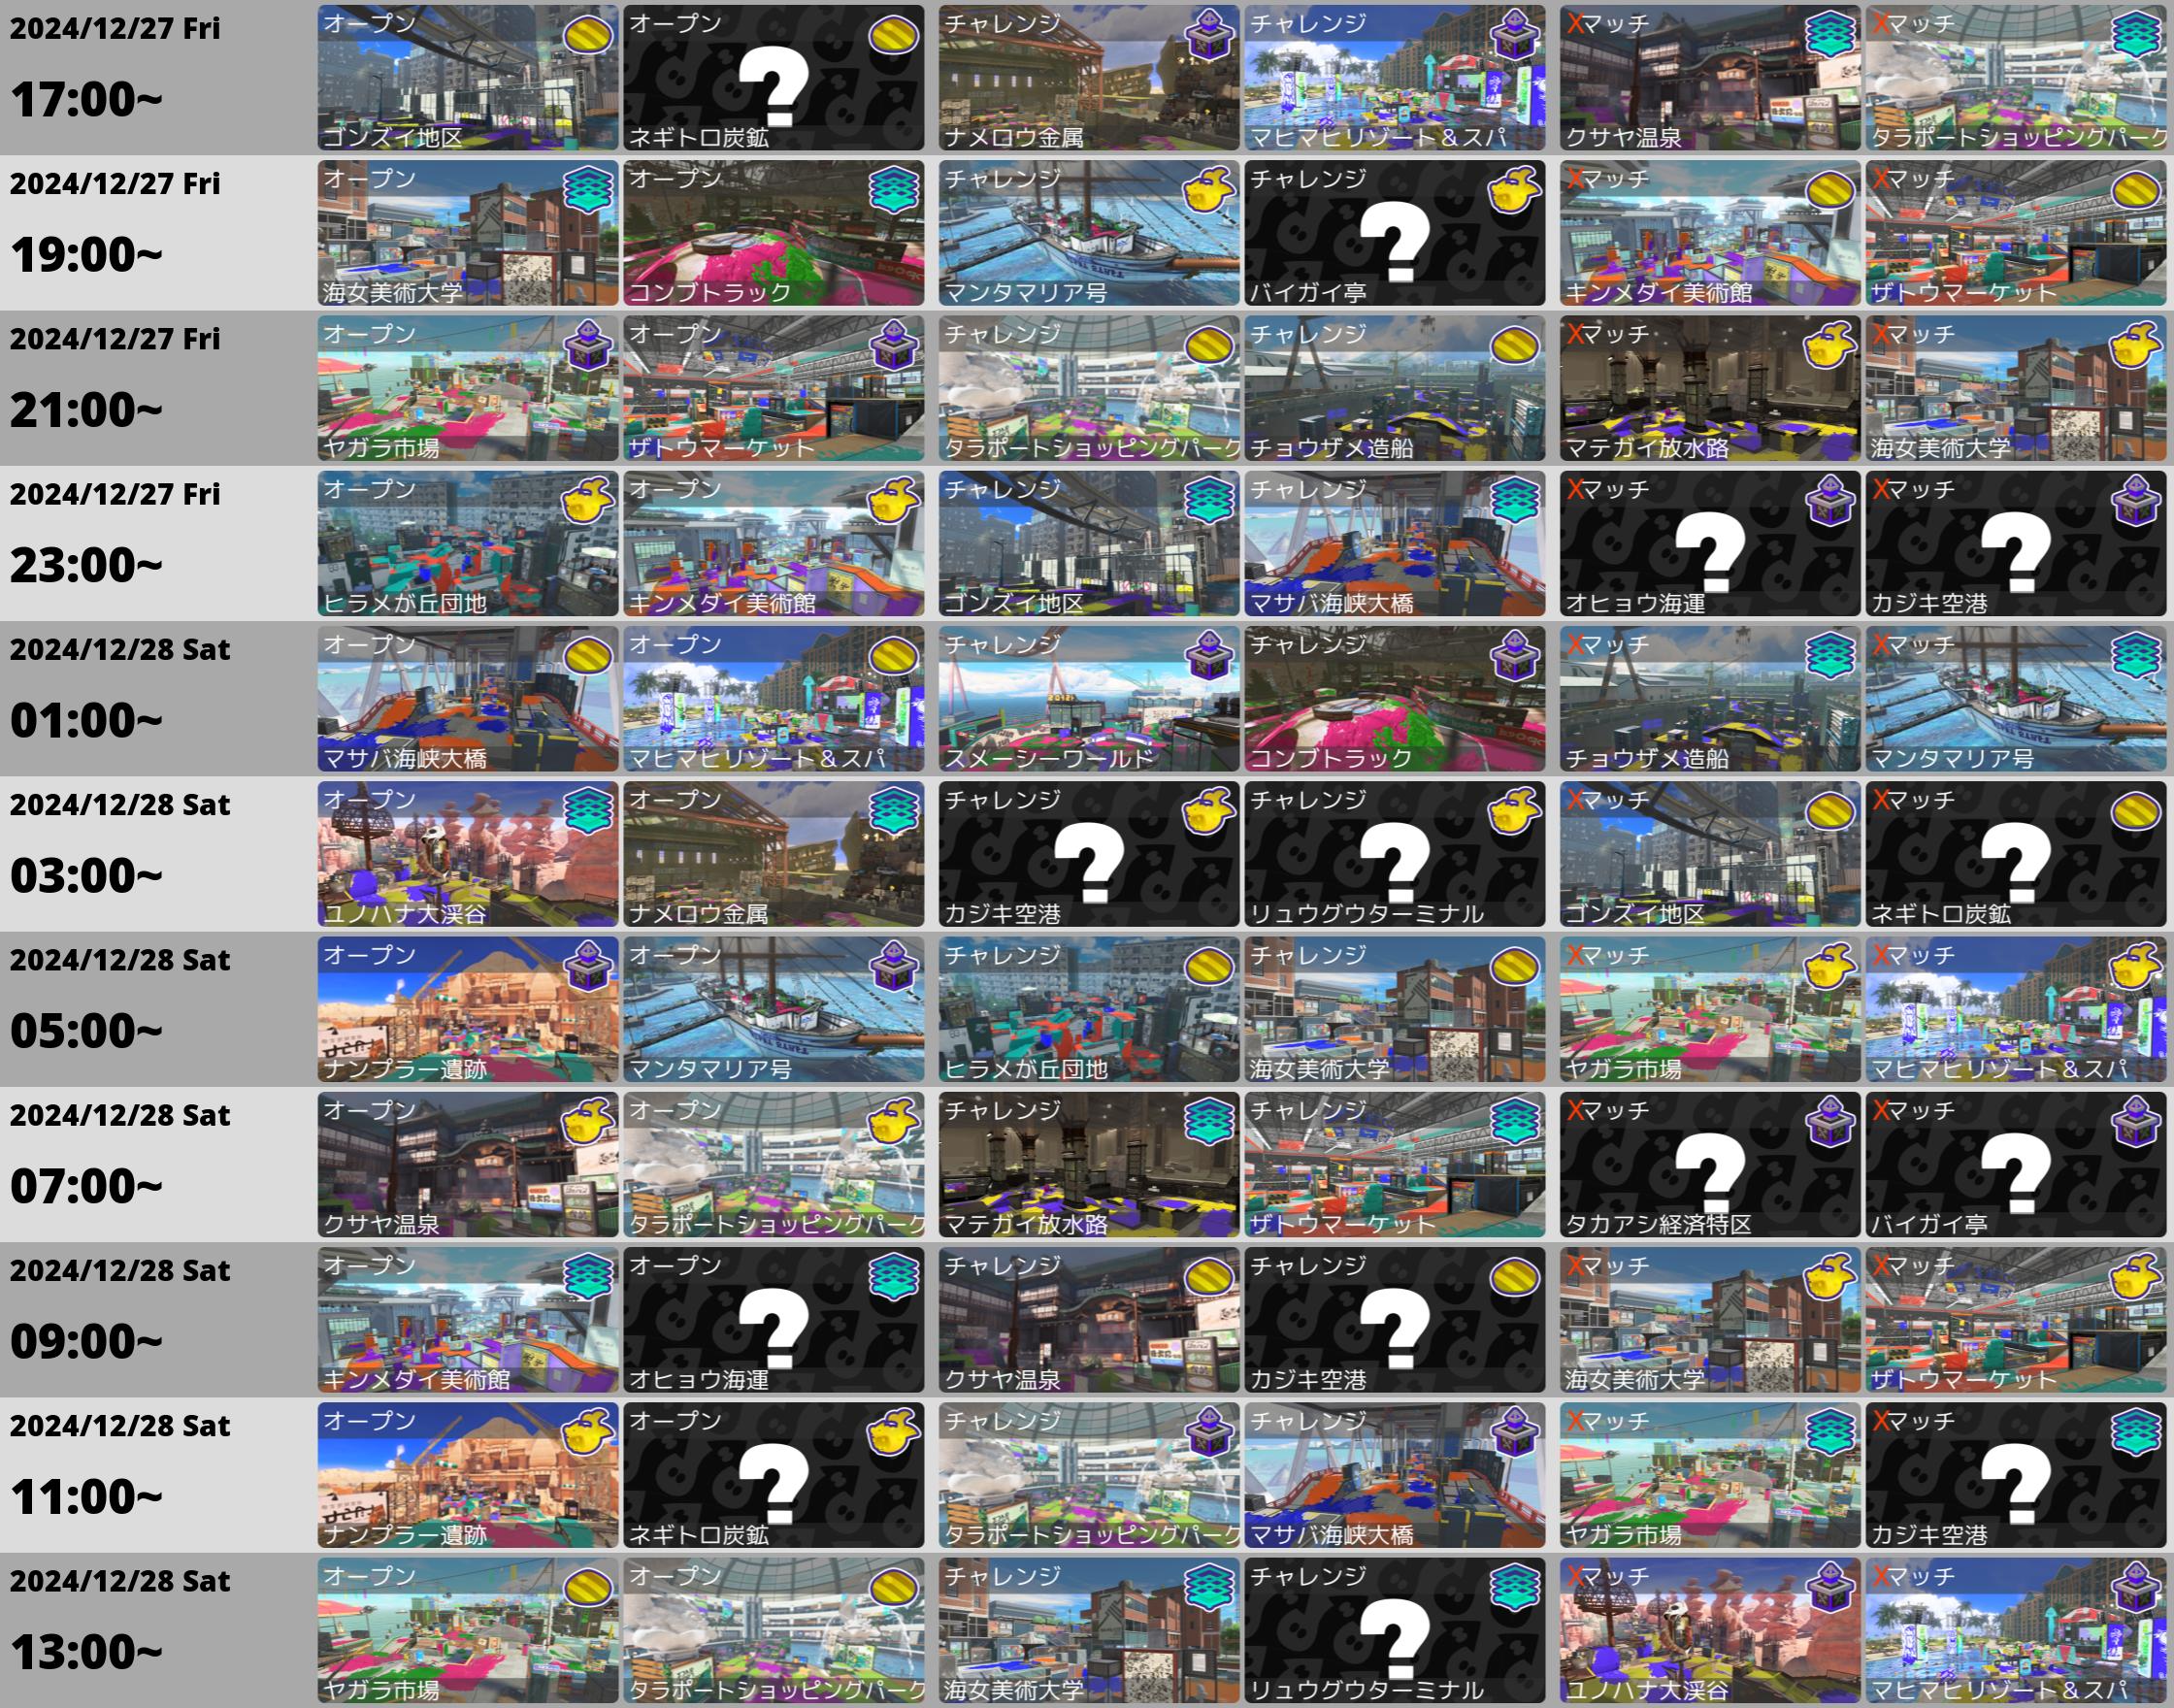 2024/12/27 Fri
17:00~
オープン
ゴンズイ地区
オープン
ネギトロ炭鉱
チャレンジ
ナメロウ金属
チャレンジ
マヒマヒリゾート&スパ
Xマッチ
クサヤ温泉
Xマッチ
タラポートショッピングパーク
2024/12/27 Fri
19:00~
オープン
海女美術大学
オープン
コンブトラック
チャレンジ
マンタマリア号
チャレンジ
バイガイ亭
Xマッチ
キンメダイ美術館
Xマッチ
ザトウマーケット
2024/12/27 Fri
21:00~
オープン
ヤガラ市場
オープン
ザトウマーケット
チャレンジ
タラポートショッピングパーク
チャレンジ
チョウザメ造船
Xマッチ
マテガイ放水路
Xマッチ
海女美術大学
2024/12/27 Fri
23:00~
オープン
ヒラメが丘団地
オープン
キンメダイ美術館
チャレンジ
ゴンズイ地区
チャレンジ
マサバ海峡大橋
Xマッチ
オヒョウ海運
Xマッチ
カジキ空港
2024/12/28 Sat
01:00~
オープン
マサバ海峡大橋
オープン
マヒマヒリゾート&スパ
チャレンジ
スメーシーワールド
チャレンジ
コンブトラック
Xマッチ
チョウザメ造船
Xマッチ
マンタマリア号
2024/12/28 Sat
03:00~
オープン
ユノハナ大渓谷
オープン
ナメロウ金属
チャレンジ
カジキ空港
チャレンジ
リュウグウターミナル
Xマッチ
ゴンズイ地区
Xマッチ
ネギトロ炭鉱
2024/12/28 Sat
05:00~
オープン
ナンプラー遺跡
オープン
マンタマリア号
チャレンジ
ヒラメが丘団地
チャレンジ
海女美術大学
Xマッチ
ヤガラ市場
Xマッチ
マヒマヒリゾート&スパ
2024/12/28 Sat
07:00~
オープン
クサヤ温泉
オープン
タラポートショッピングパーク
チャレンジ
マテガイ放水路
チャレンジ
ザトウマーケット
Xマッチ
タカアシ経済特区
Xマッチ
バイガイ亭
2024/12/28 Sat
09:00~
オープン
キンメダイ美術館
オープン
オヒョウ海運
チャレンジ
クサヤ温泉
チャレンジ
カジキ空港
Xマッチ
海女美術大学
Xマッチ
ザトウマーケット
2024/12/28 Sat
11:00~
オープン
ナンプラー遺跡
オープン
ネギトロ炭鉱
チャレンジ
タラポートショッピングパーク
チャレンジ
マサバ海峡大橋
Xマッチ
ヤガラ市場
Xマッチ
カジキ空港
2024/12/28 Sat
13:00~
オープン
ヤガラ市場
オープン
タラポートショッピングパーク
チャレンジ
海女美術大学
チャレンジ
リュウグウターミナル
Xマッチ
ユノハナ大渓谷
Xマッチ
マヒマヒリゾート&スパ